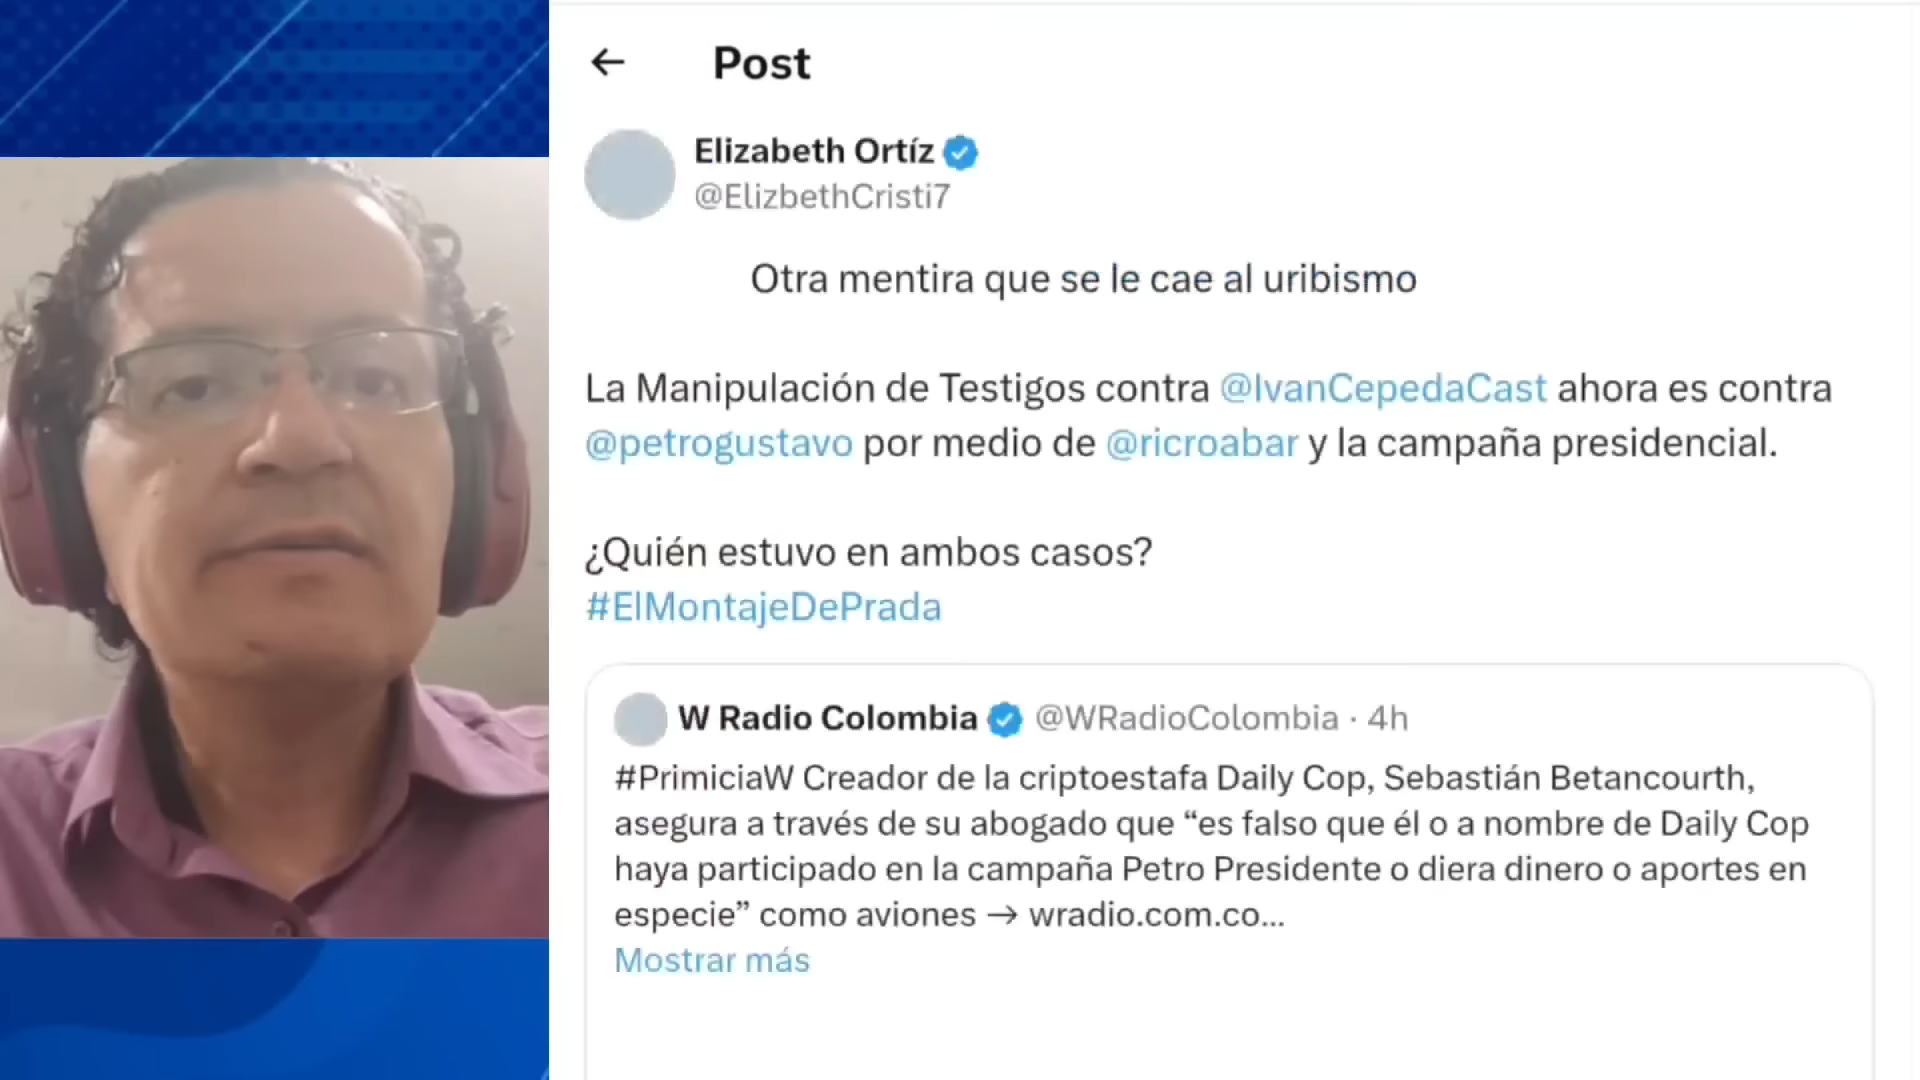 Post
Elizabeth Ortíz
@ElizbethCristi7
Otra mentira que se le cae al uribismo
La Manipulación de Testigos contra @IvanCepedaCast ahora es contra
@petrogustavo por medio de @ricroabar y la campaña presidencial.
¿Quién estuvo en ambos casos?
#ElMontajeDePrada
W Radio Colombia @WRadioColombia · 4h
#PrimiciaW Creador de la criptoestafa Daily Cop, Sebastián Betancourth,
asegura a través de su abogado que “es falso que él o a nombre de Daily Cop
haya participado en la campaña Petro Presidente o diera dinero o aportes en
especie” como aviones → wradio.com.co...
Mostrar más